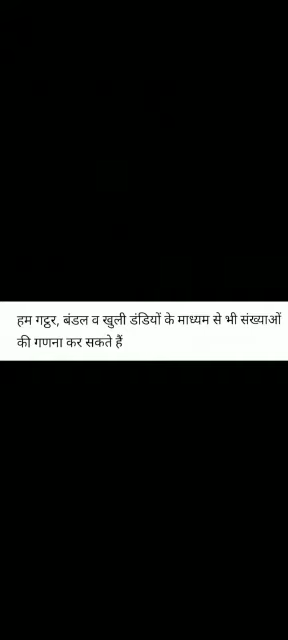 हम गट्ठर, बंडल व खुली डंडियों के माध्यम से भी संख्याओं
की गणना कर सकते हैं